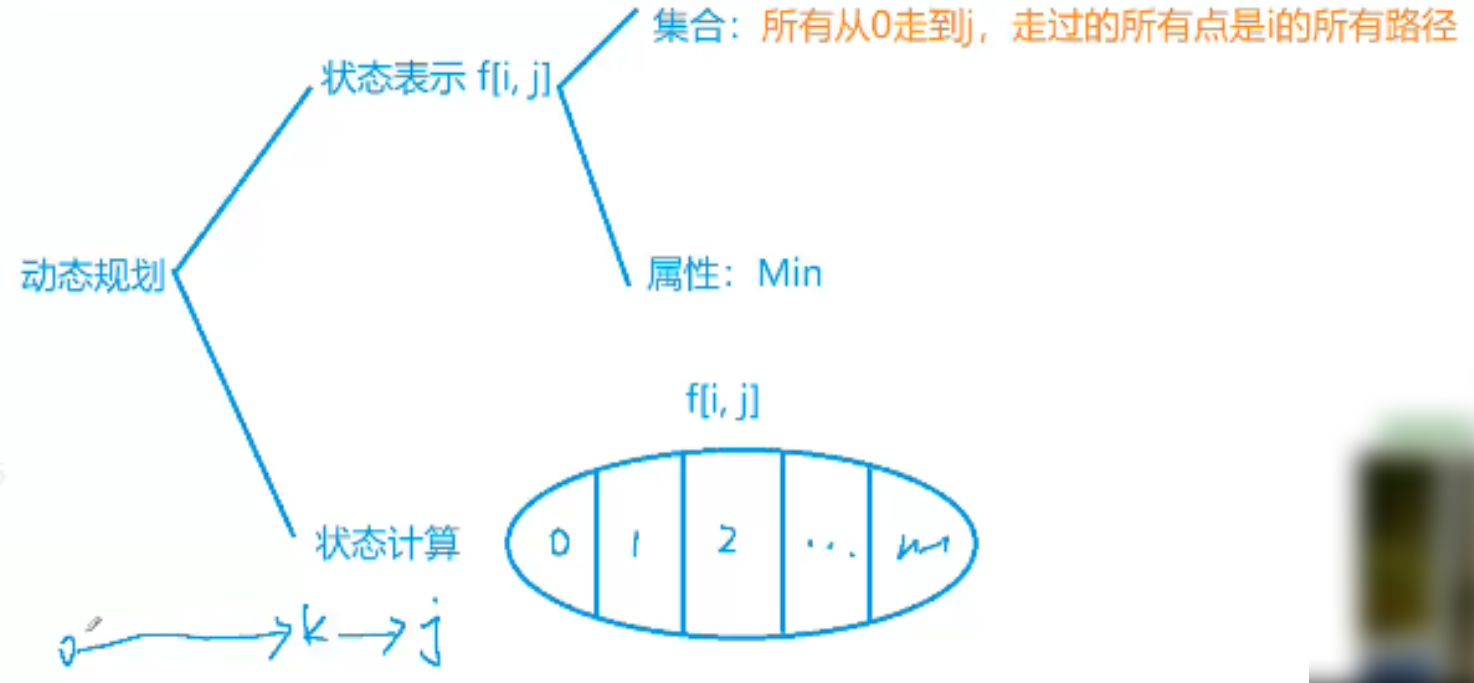 集合：所有从0走到j，走过的所有点是i的所有路径
状态表示 f[i, j]
动态规划
属性：Min
f[i, j]
状态计算
0 1 2 ... n-1
0 → k → j